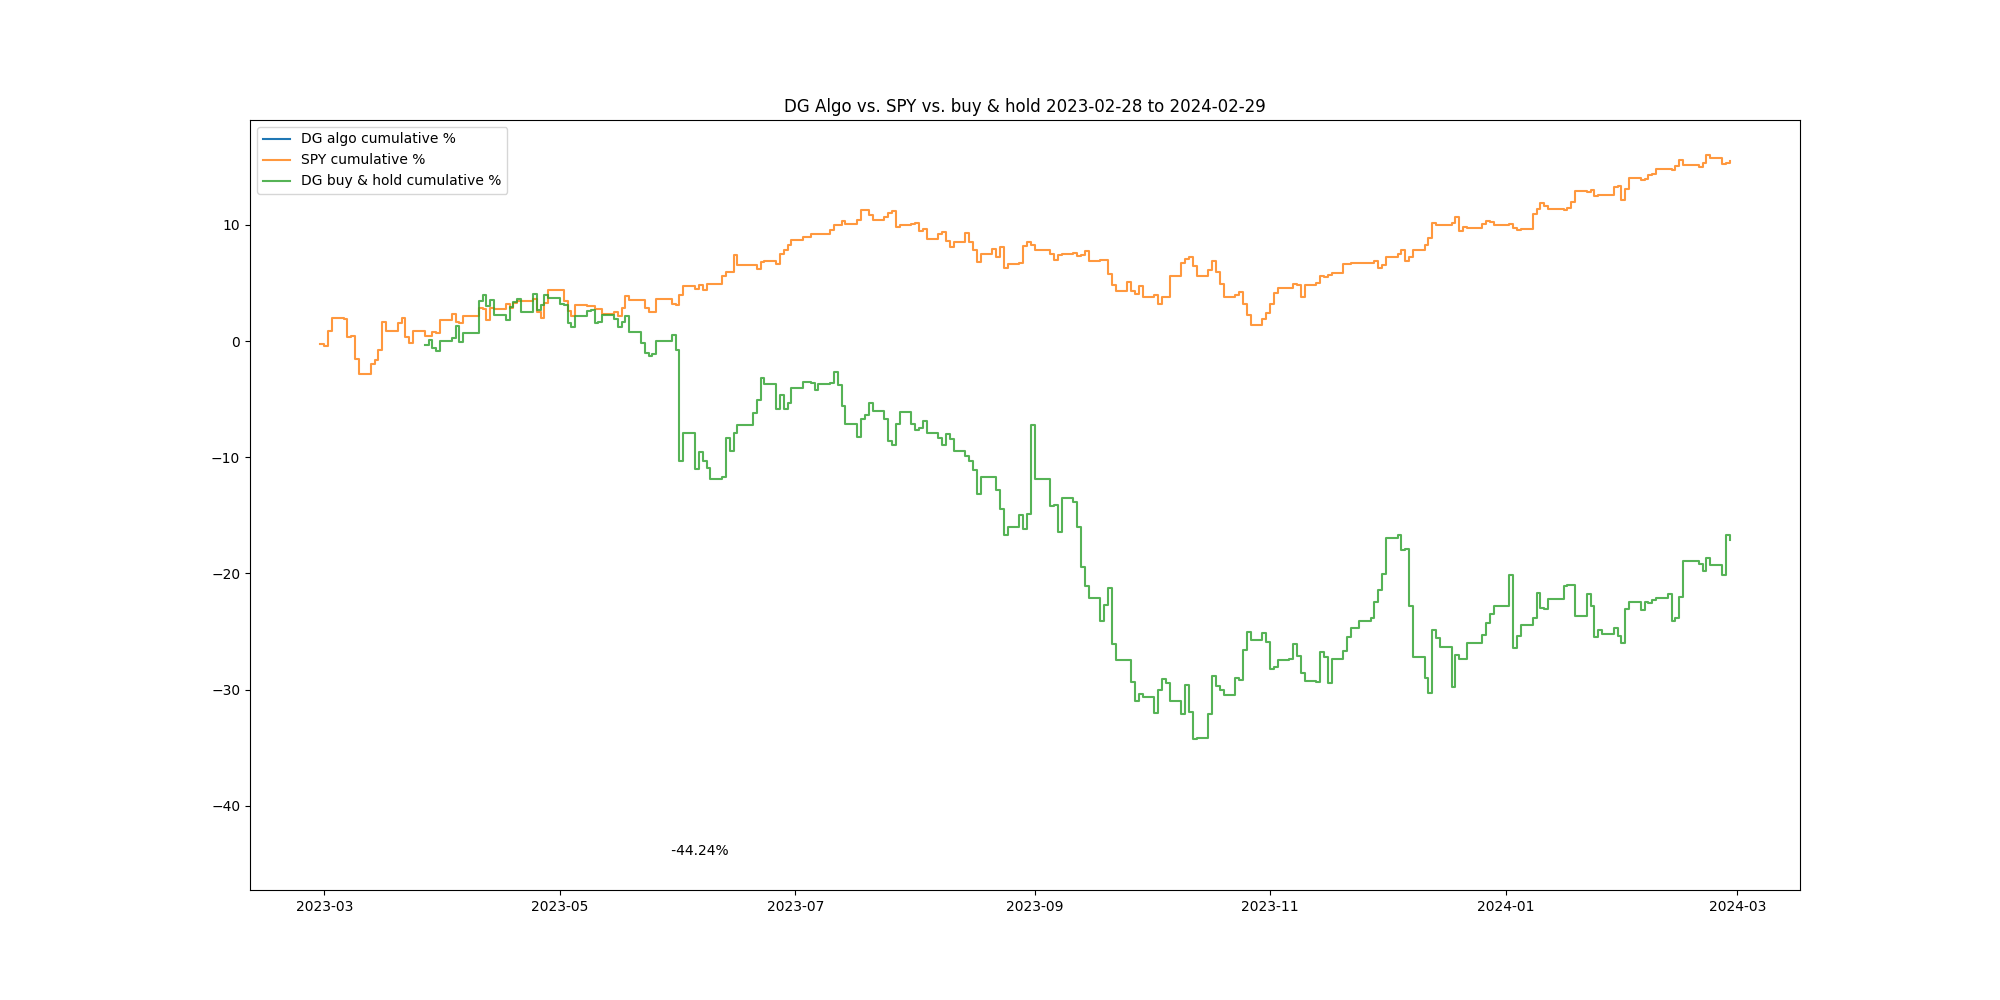 DG Algo vs. SPY vs. buy & hold 2023-02-28 to 2024-02-29
DG algo cumulative %
SPY cumulative %
DG buy & hold cumulative %
10
0
−10
−20
−30
−40
-44.24%
2023-03 2023-05 2023-07 2023-09 2023-11 2024-01 2024-03